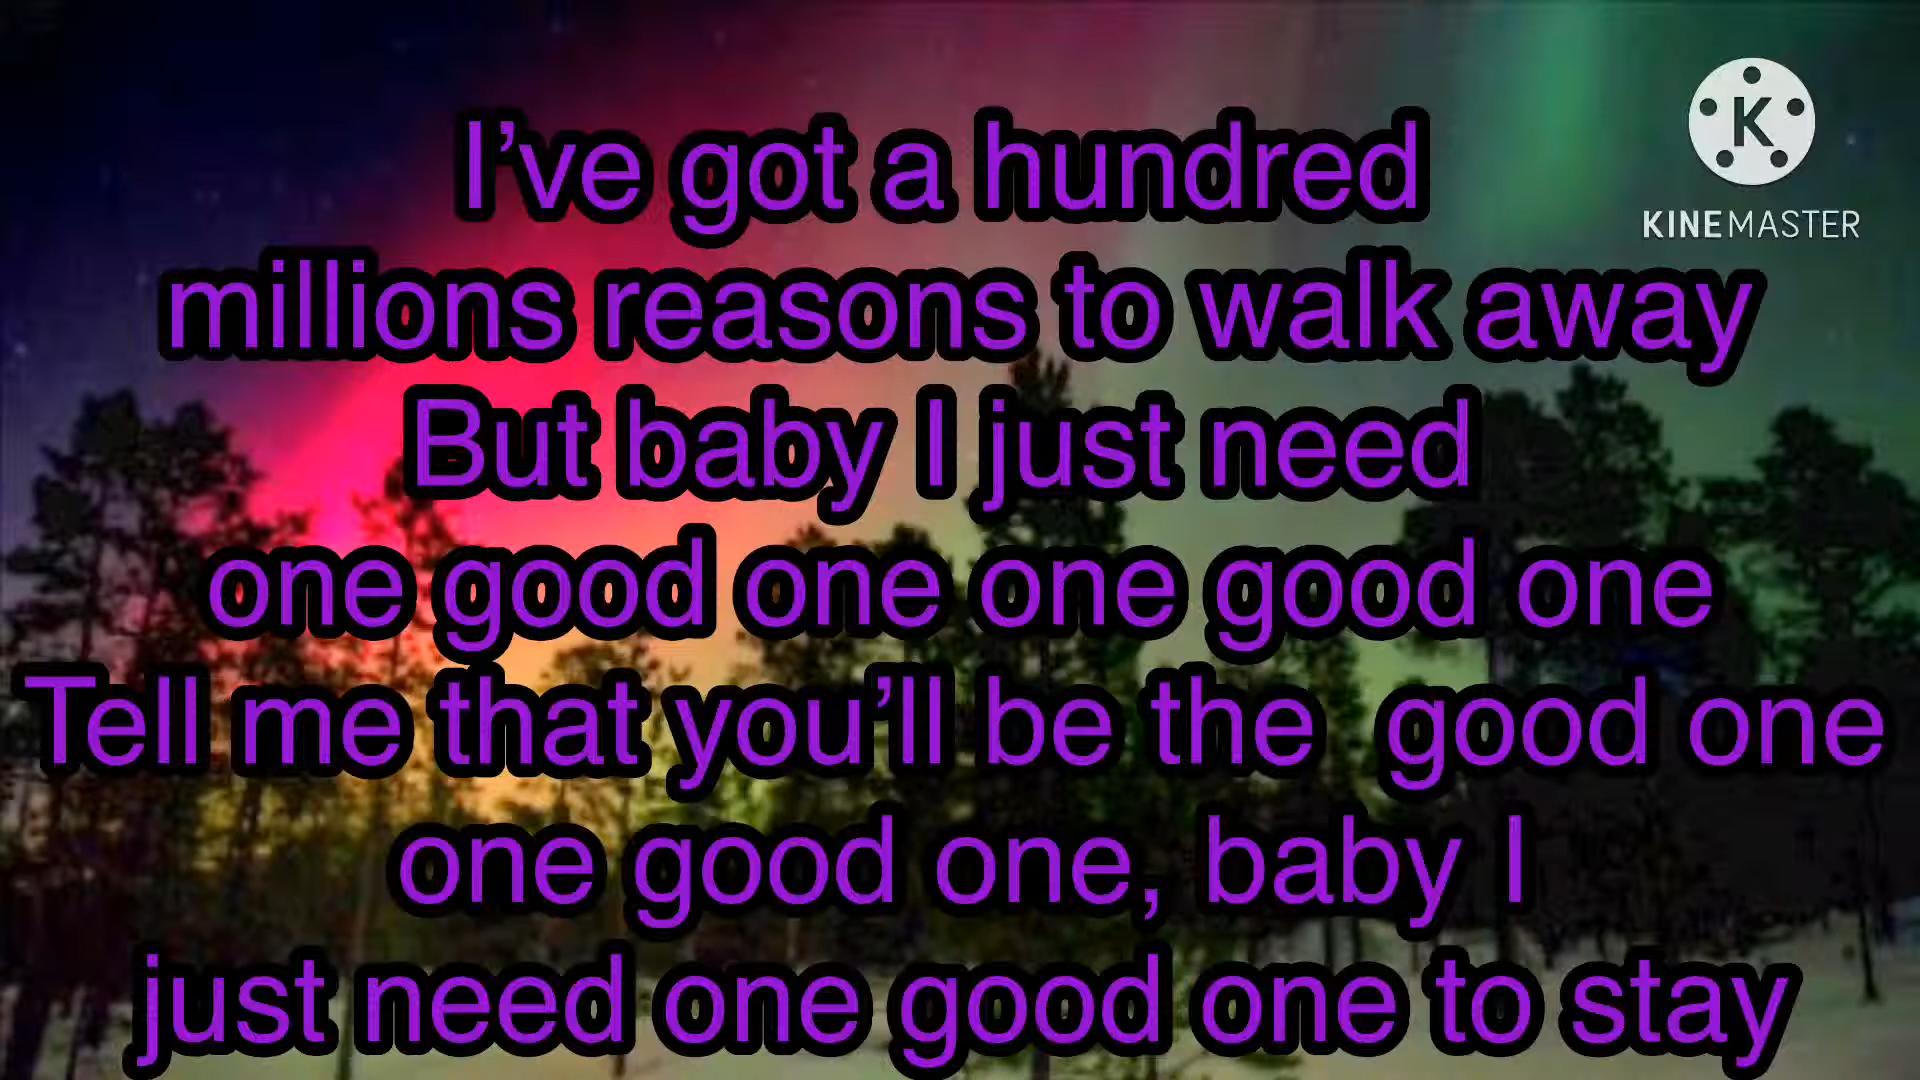 I’ve got a hundred
millions reasons to walk away
But baby I just need
one good one one good one
Tell me that you’ll be the  good one
one good one, baby I
just need one good one to stay
K
KINEMASTER